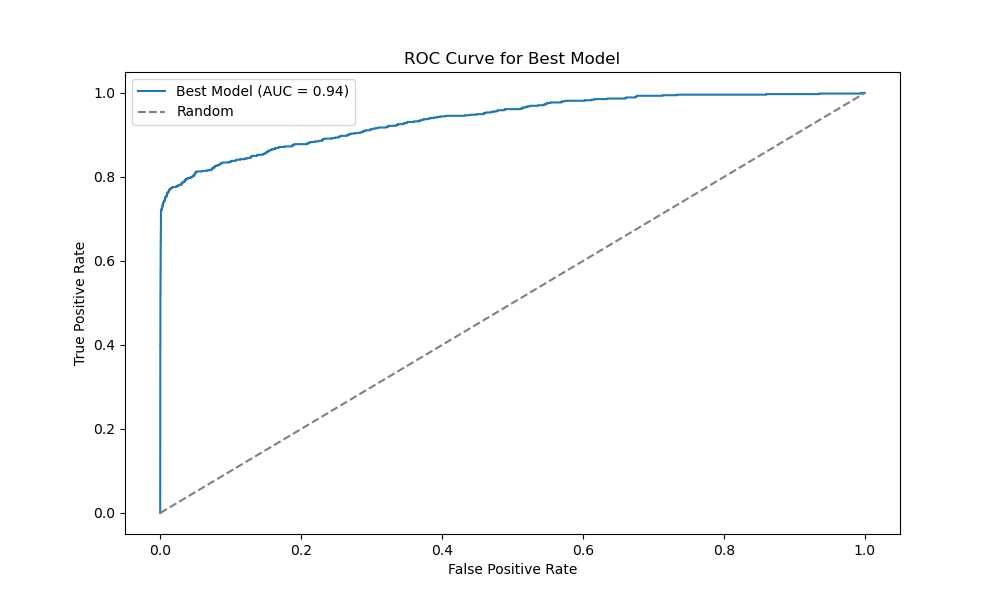 ROC Curve for Best Model
Best Model (AUC = 0.94)
Random
True Positive Rate
1.0
0.8
0.6
0.4
0.2
0.0
0.0 0.2 0.4 0.6 0.8 1.0
False Positive Rate